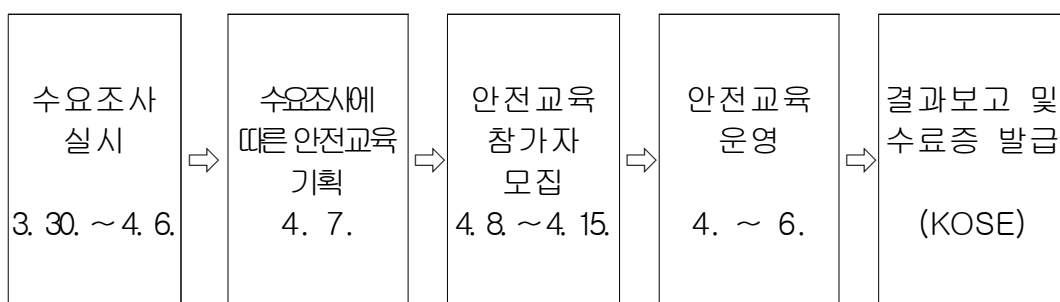 수요조사
실시
3. 30. ~ 4. 6.
⇨
수요조사에
따른 안전교육
기획
4. 7.
⇨
안전교육
참가자
모집
4. 8. ~ 4. 15.
⇨
안전교육
운영
4. ~ 6.
⇨
결과보고 및
수료증 발급
(KOSE)